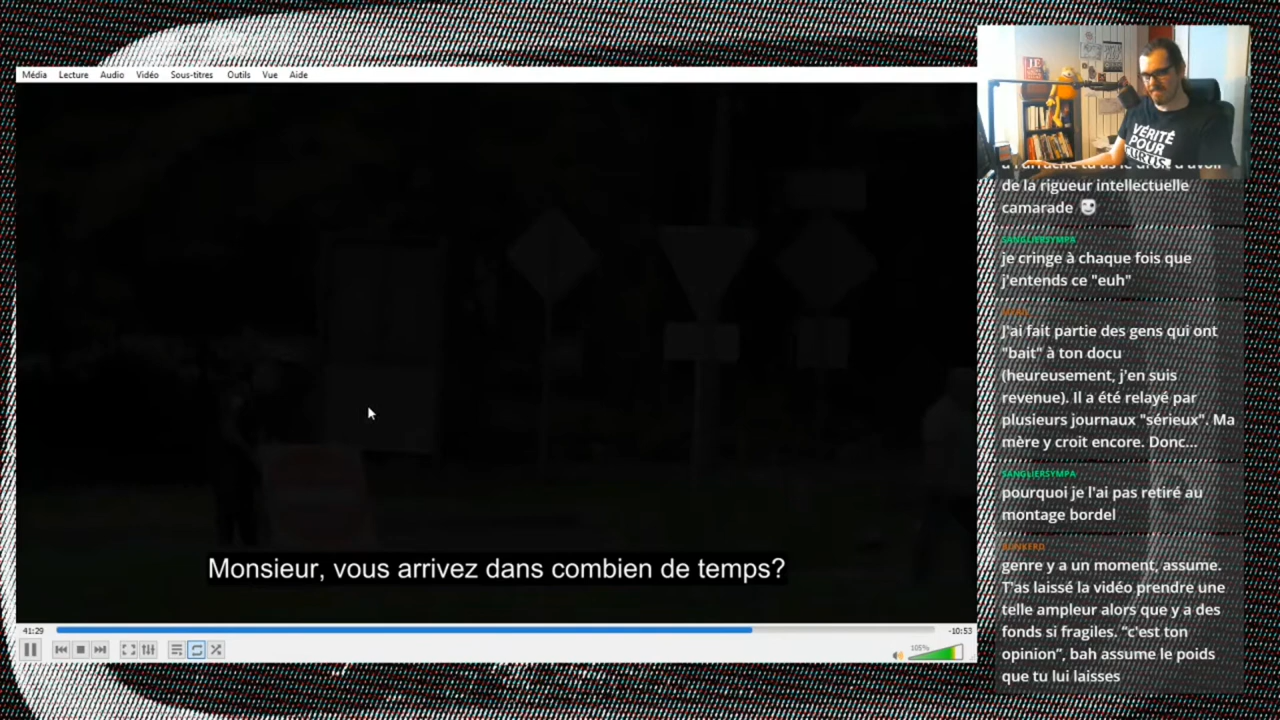 Média Lecture Audio Vidéo Sous-titres Outils Vue Aide
Monsieur, vous arrivez dans combien de temps?
41:29
-10:53
105%
JE
VÉRITÉ
POUR
CURTIS
de la rigueur intellectuelle
camarade
SANGLIERSYMPA
je cringe à chaque fois que
j'entends ce "euh"
J'ai fait partie des gens qui ont
"bait" à ton docu
(heureusement, j'en suis
revenue). Il a été relayé par
plusieurs journaux "sérieux". Ma
mère y croit encore. Donc...
SANGLIERSYMPA
pourquoi je l'ai pas retiré au
montage bordel
genre y a un moment, assume.
T'as laissé la vidéo prendre une
telle ampleur alors que y a des
fonds si fragiles. "c'est ton
opinion", bah assume le poids
que tu lui laisses